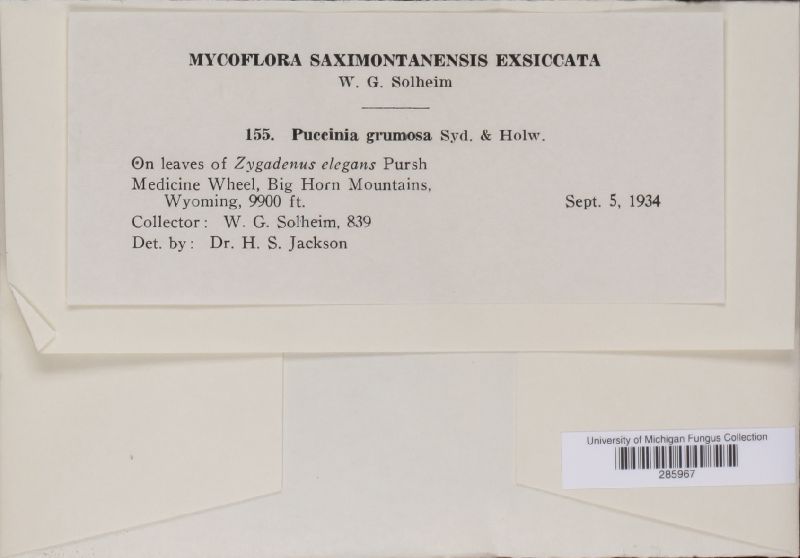 MYCOFLORA SAXIMONTANENSIS EXSICCATA
W. G. Solheim
155. Puccinia grumosa Syd. & Holw.
On leaves of Zygadenus elegans Pursh
Medicine Wheel, Big Horn Mountains,
Wyoming, 9900 ft. Sept. 5, 1934
Collector: W. G. Solheim, 839
Det. by: Dr. H. S. Jackson
University of Michigan Fungus Collection
285967